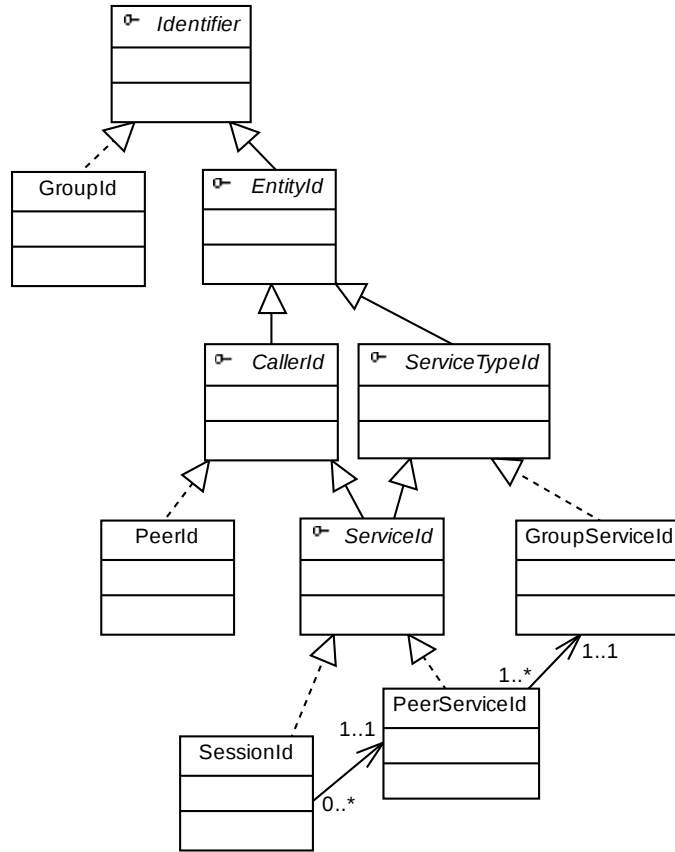 Identifier
GroupId
EntityId
CallerId
ServiceTypeId
PeerId
ServiceId
GroupServiceId
1..1
1..*
PeerServiceId
1..1
SessionId
0..*